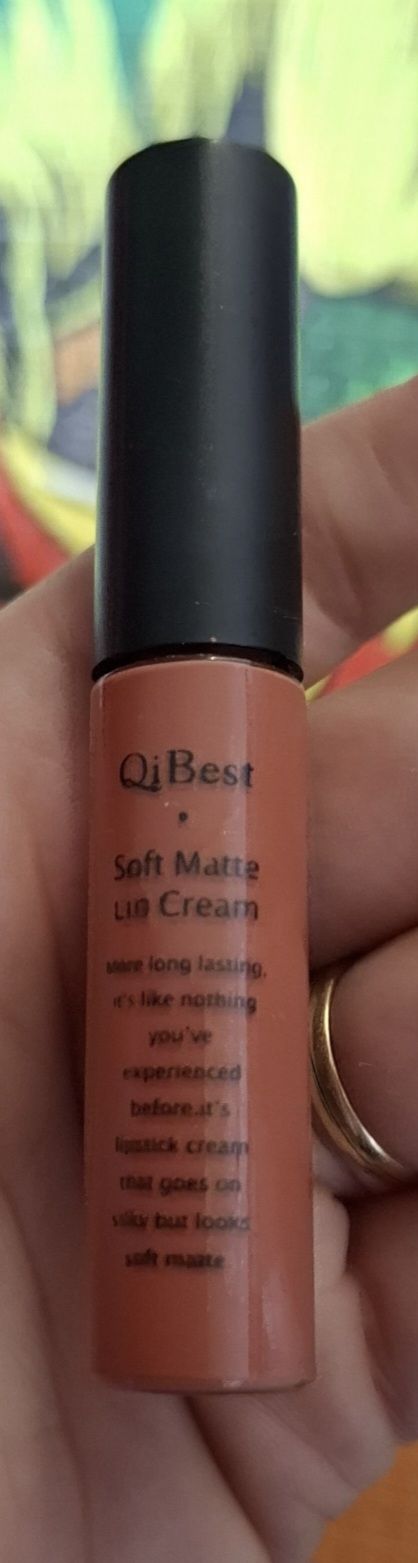 QiBest
Soft Matte
Lip Cream
More long lasting,
it's like nothing
you've
experienced
before.it's
lipstick cream
that goes on
silky but looks
soft matte